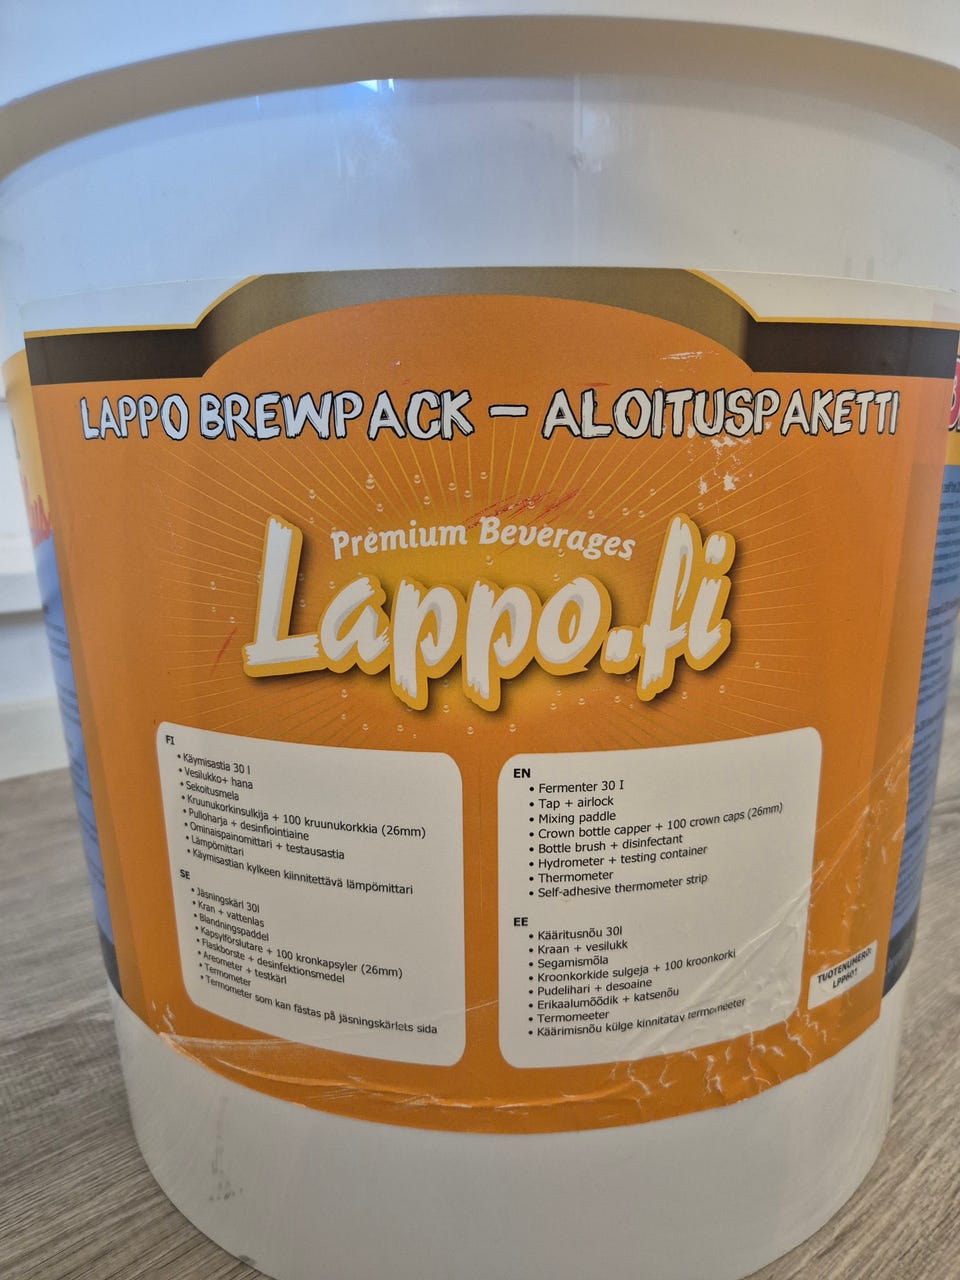 LAPPO BREWPACK – ALOITUSPAKETTI
Premium Beverages
Lappo.fi
FI
• Käymisastia 30 l
• Vesilukko+ hana
• Sekoitusmela
• Kruunukorkinsulkija + 100 kruunukorkkia (26mm)
• Pulloharja + desinfiointiaine
• Ominaispainomittari + testausastia
• Lämpömittari
• Käymisastian kylkeen kiinnitettävä lämpömittari
SE
• Jäsningskärl 30l
• Kran + vattenlas
• Blandningspaddel
• Kapsylförslutare + 100 kronkapsyler (26mm)
• Flaskborste + desinfektionsmedel
• Areometer + testkärl
• Termometer
• Termometer som kan fästas på jäsningskärlets sida
EN
• Fermenter 30 I
• Tap + airlock
• Mixing paddle
• Crown bottle capper + 100 crown caps (26mm)
• Bottle brush + disinfectant
• Hydrometer + testing container
• Thermometer
• Self-adhesive thermometer strip
EE
• Kääritusnõu 30l
• Kraan + vesilukk
• Segamismõla
• Kroonkorkide sulgeja + 100 kroonkorki
• Pudelihari + desoaine
• Erikaalumõõdik + katsenõu
• Termomeeter
• Käärimisnõu külge kinnitatav termomeeter
TUOTENUMERO:
LPP601